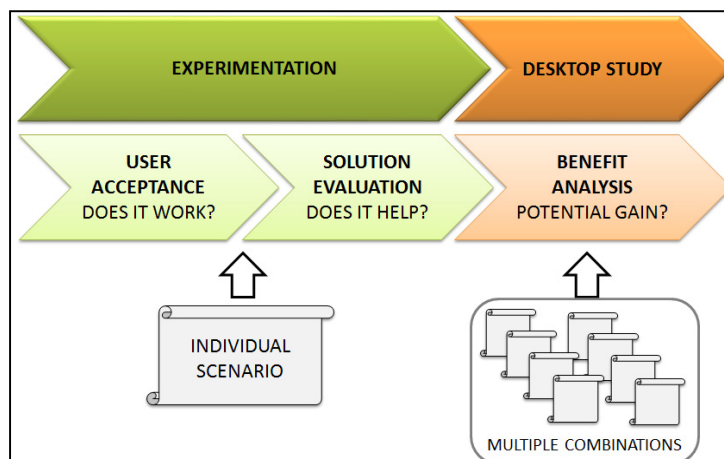 EXPERIMENTATION
DESKTOP STUDY
USER
ACCEPTANCE
DOES IT WORK?
SOLUTION
EVALUATION
DOES IT HELP?
BENEFIT
ANALYSIS
POTENTIAL GAIN?
INDIVIDUAL
SCENARIO
MULTIPLE COMBINATIONS